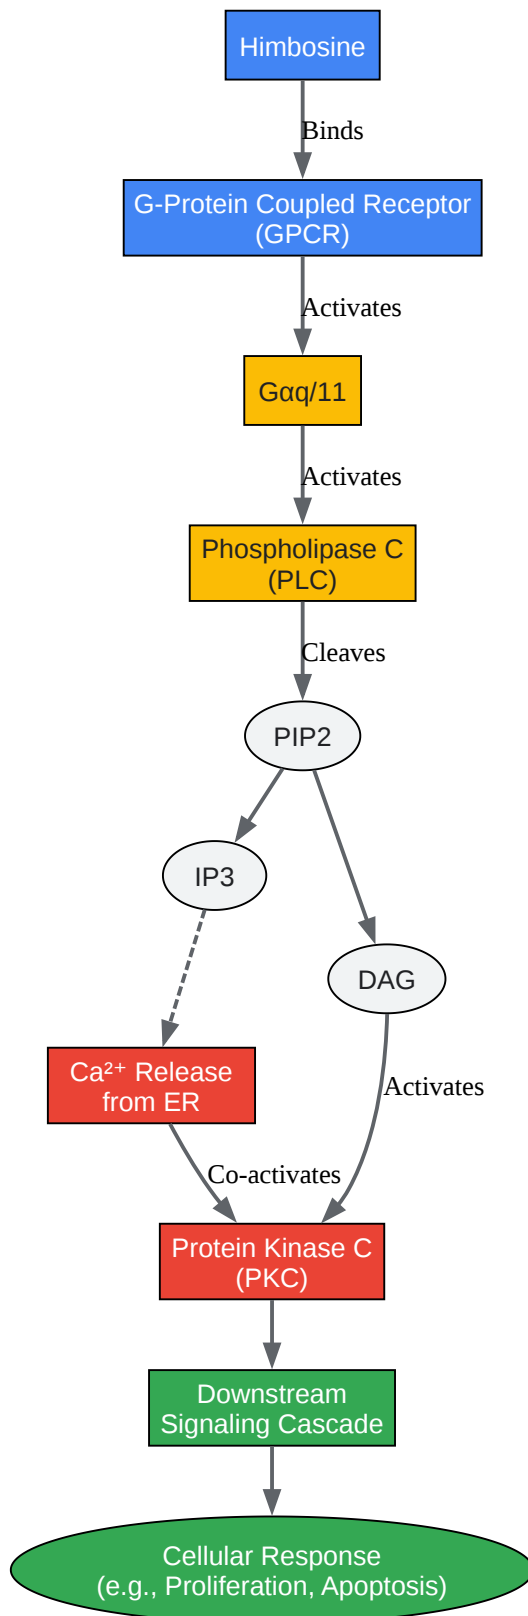 Himbosine
Binds
G-Protein Coupled Receptor
(GPCR)
Activates
Gαq/11
Activates
Phospholipase C
(PLC)
Cleaves
PIP2
IP3
DAG
Ca²⁺ Release
from ER
Activates
Co-activates
Protein Kinase C
(PKC)
Downstream
Signaling Cascade
Cellular Response
(e.g., Proliferation, Apoptosis)